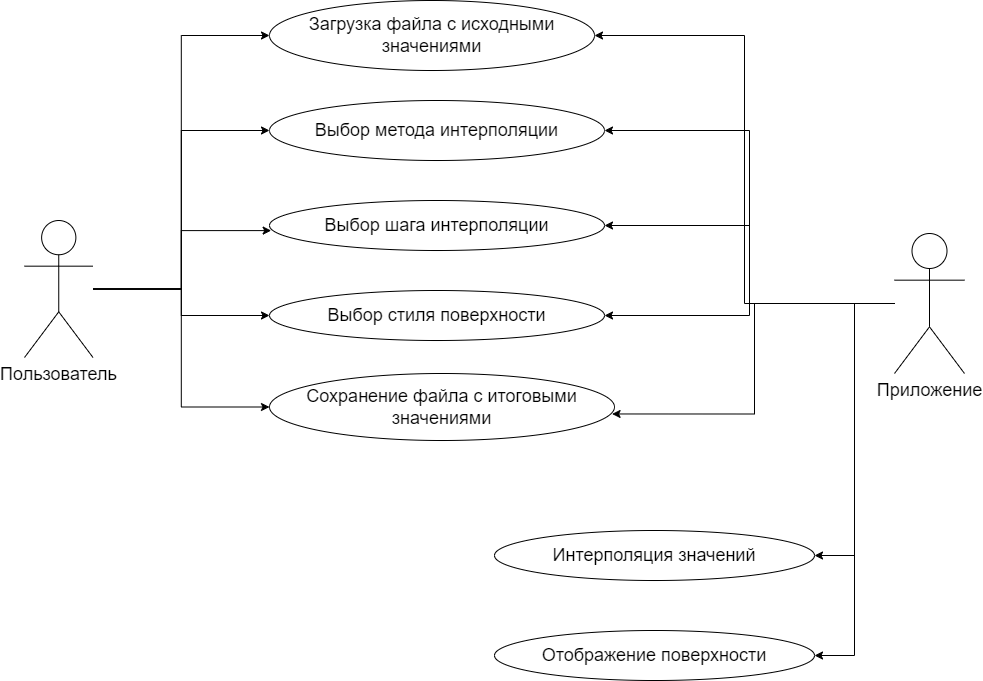 Загрузка файла с исходными
значениями
Выбор метода интерполяции
Выбор шага интерполяции
Выбор стиля поверхности
Пользователь
Приложение
Сохранение файла с итоговыми
значениями
Интерполяция значений
Отображение поверхности